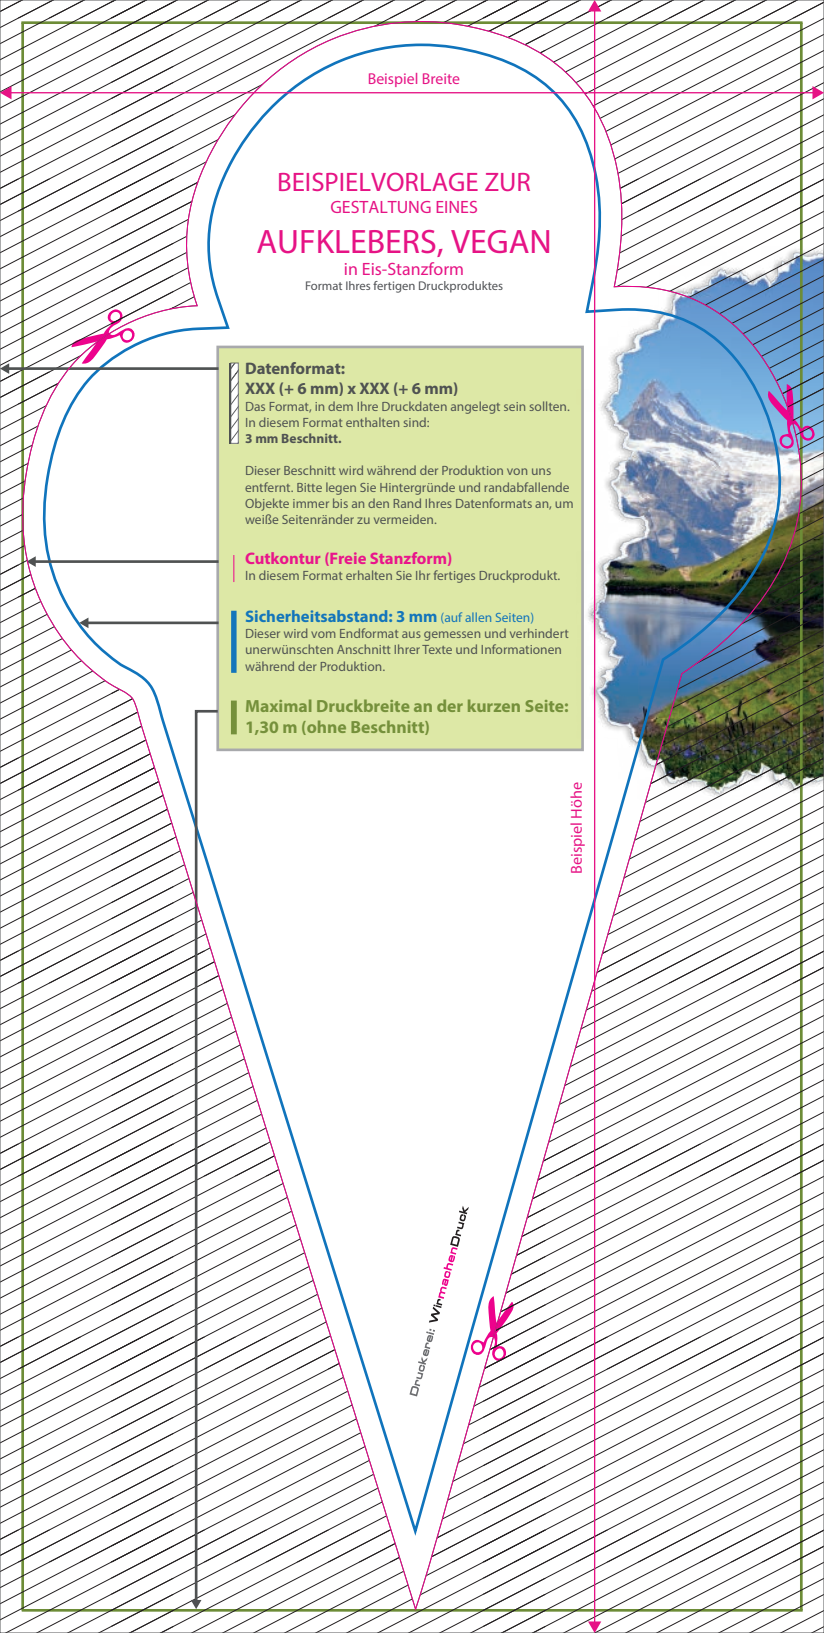 Beispiel Breite
BEISPIELVORLAGE ZUR
GESTALTUNG EINES
AUFKLEBERS, VEGAN
in Eis-Stanzform
Format Ihres fertigen Druckproduktes
Datenformat:
XXX (+ 6 mm) x XXX (+ 6 mm)
Das Format, in dem Ihre Druckdaten angelegt sein sollten.
In diesem Format enthalten sind:
3 mm Beschnitt.
Dieser Beschnitt wird während der Produktion von uns
entfernt. Bitte legen Sie Hintergründe und randabfallende
Objekte immer bis an den Rand Ihres Datenformats an, um
weiße Seitenränder zu vermeiden.
Cutkontur (Freie Stanzform)
In diesem Format erhalten Sie Ihr fertiges Druckprodukt.
Sicherheitsabstand: 3 mm (auf allen Seiten)
Dieser wird vom Endformat aus gemessen und verhindert
unerwünschten Anschnitt Ihrer Texte und Informationen
während der Produktion.
Maximal Druckbreite an der kurzen Seite:
1,30 m (ohne Beschnitt)
Beispiel Höhe
Druckerei: WirmachenDruck